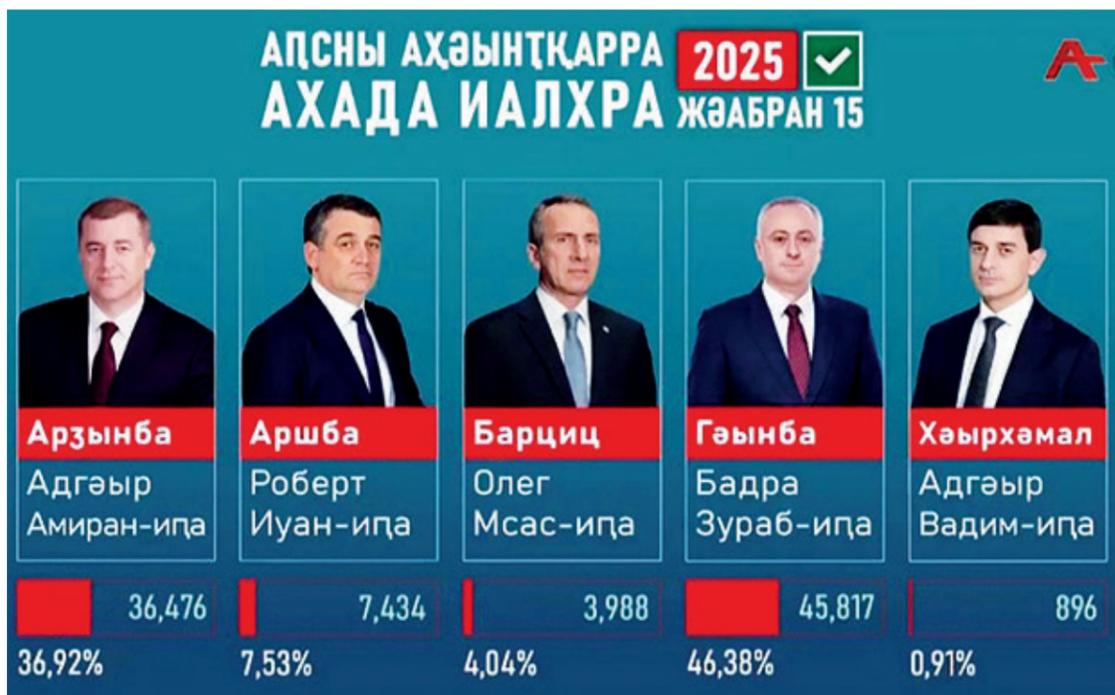 АԤСНЫ АҲӘЫНҬҚАРРА
АХАДА ИАЛХРА
2025
ЖӘАБРАН 15
Арӡынба
Адгәыр
Амиран-иԥа
36,476
36,92%
Аршба
Роберт
Иуан-иԥа
7,434
7,53%
Барциц
Олег
Мсас-иԥа
3,988
4,04%
Гәынба
Бадра
Зураб-иԥа
45,817
46,38%
Хәырхәмал
Адгәыр
Вадим-иԥа
896
0,91%